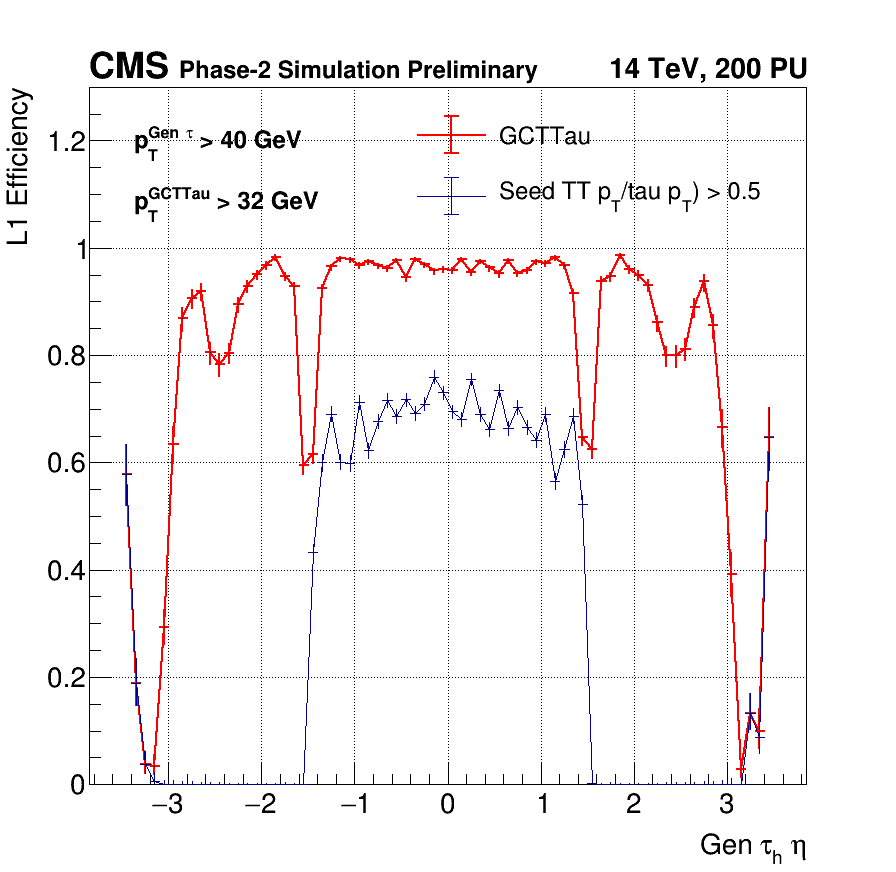 CMS Phase-2 Simulation Preliminary 14 TeV, 200 PU
L1 Efficiency
p_T^Gen τ > 40 GeV
p_T^GCTTau > 32 GeV
GCTTau
Seed TT p_T/tau p_T) > 0.5
1.2
1
0.8
0.6
0.4
0.2
0
−3 −2 −1 0 1 2 3
Gen τ_h η